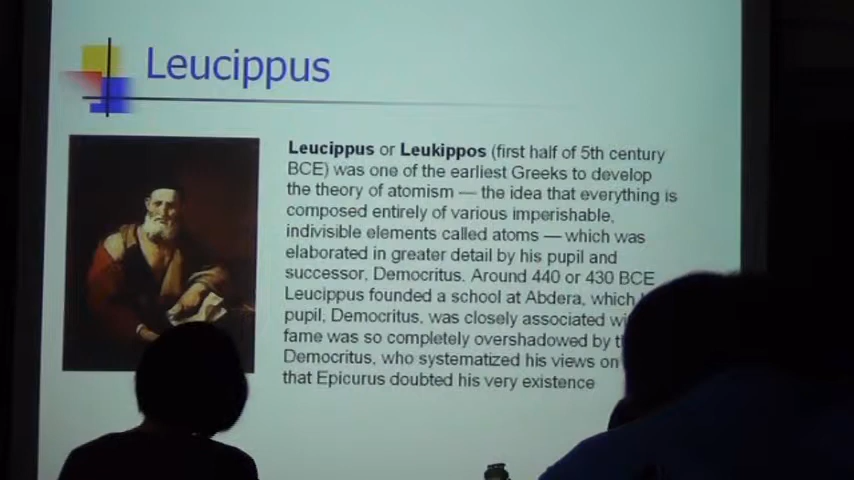 Leucippus
Leucippus or Leukippos (first half of 5th century
BCE) was one of the earliest Greeks to develop
the theory of atomism — the idea that everything is
composed entirely of various imperishable,
indivisible elements called atoms — which was
elaborated in greater detail by his pupil and
successor, Democritus. Around 440 or 430 BCE
Leucippus founded a school at Abdera, which
pupil, Democritus, was closely associated
fame was so completely overshadowed by
Democritus, who systematized his views on
that Epicurus doubted his very existence